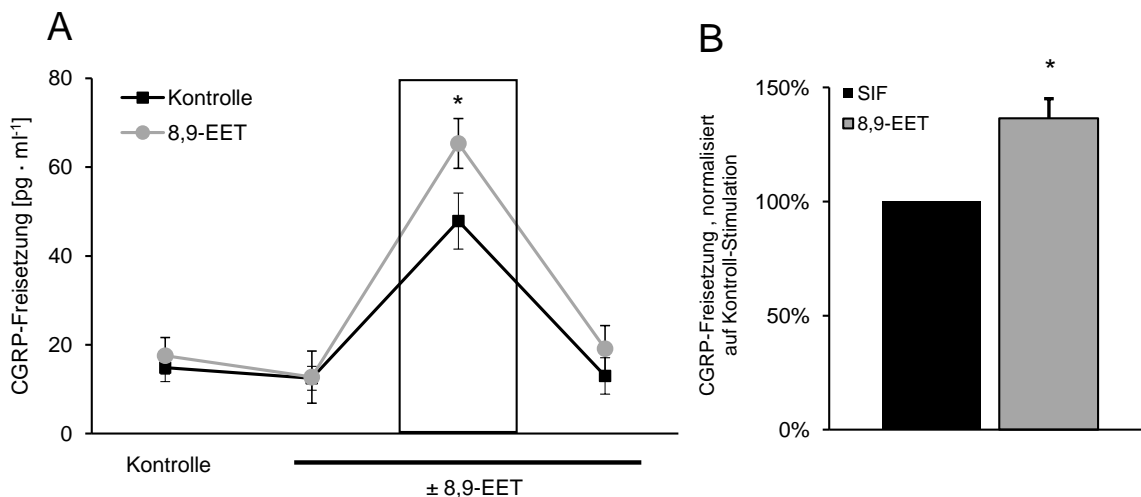 A
CGRP-Freisetzung [pg · ml-1]
80
60
40
20
0
Kontrolle
8,9-EET
*
Kontrolle
± 8,9-EET
B
CGRP-Freisetzung , normalisiert
auf Kontroll-Stimulation
150%
100%
50%
0%
SIF
8,9-EET
*